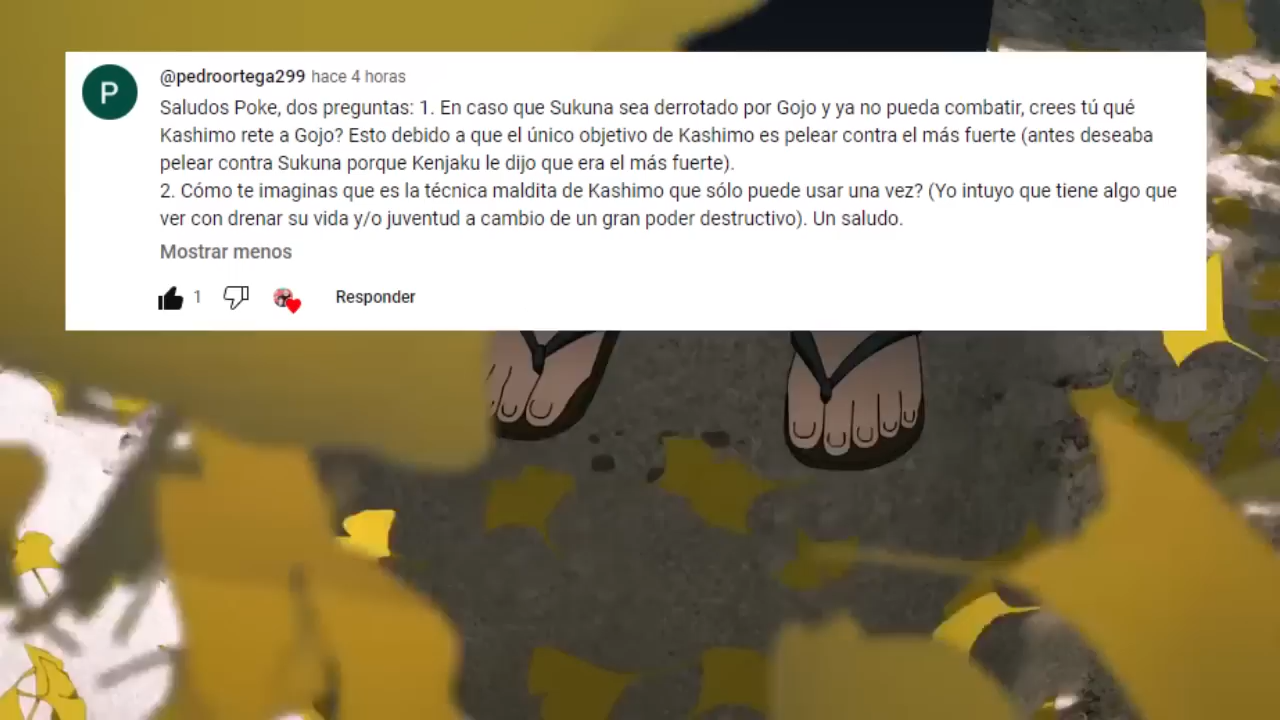 P
@pedroortega299 hace 4 horas
Saludos Poke, dos preguntas: 1. En caso que Sukuna sea derrotado por Gojo y ya no pueda combatir, crees tú qué
Kashimo rete a Gojo? Esto debido a que el único objetivo de Kashimo es pelear contra el más fuerte (antes deseaba
pelear contra Sukuna porque Kenjaku le dijo que era el más fuerte).
2. Cómo te imaginas que es la técnica maldita de Kashimo que sólo puede usar una vez? (Yo intuyo que tiene algo que
ver con drenar su vida y/o juventud a cambio de un gran poder destructivo). Un saludo.
Mostrar menos
1 Responder